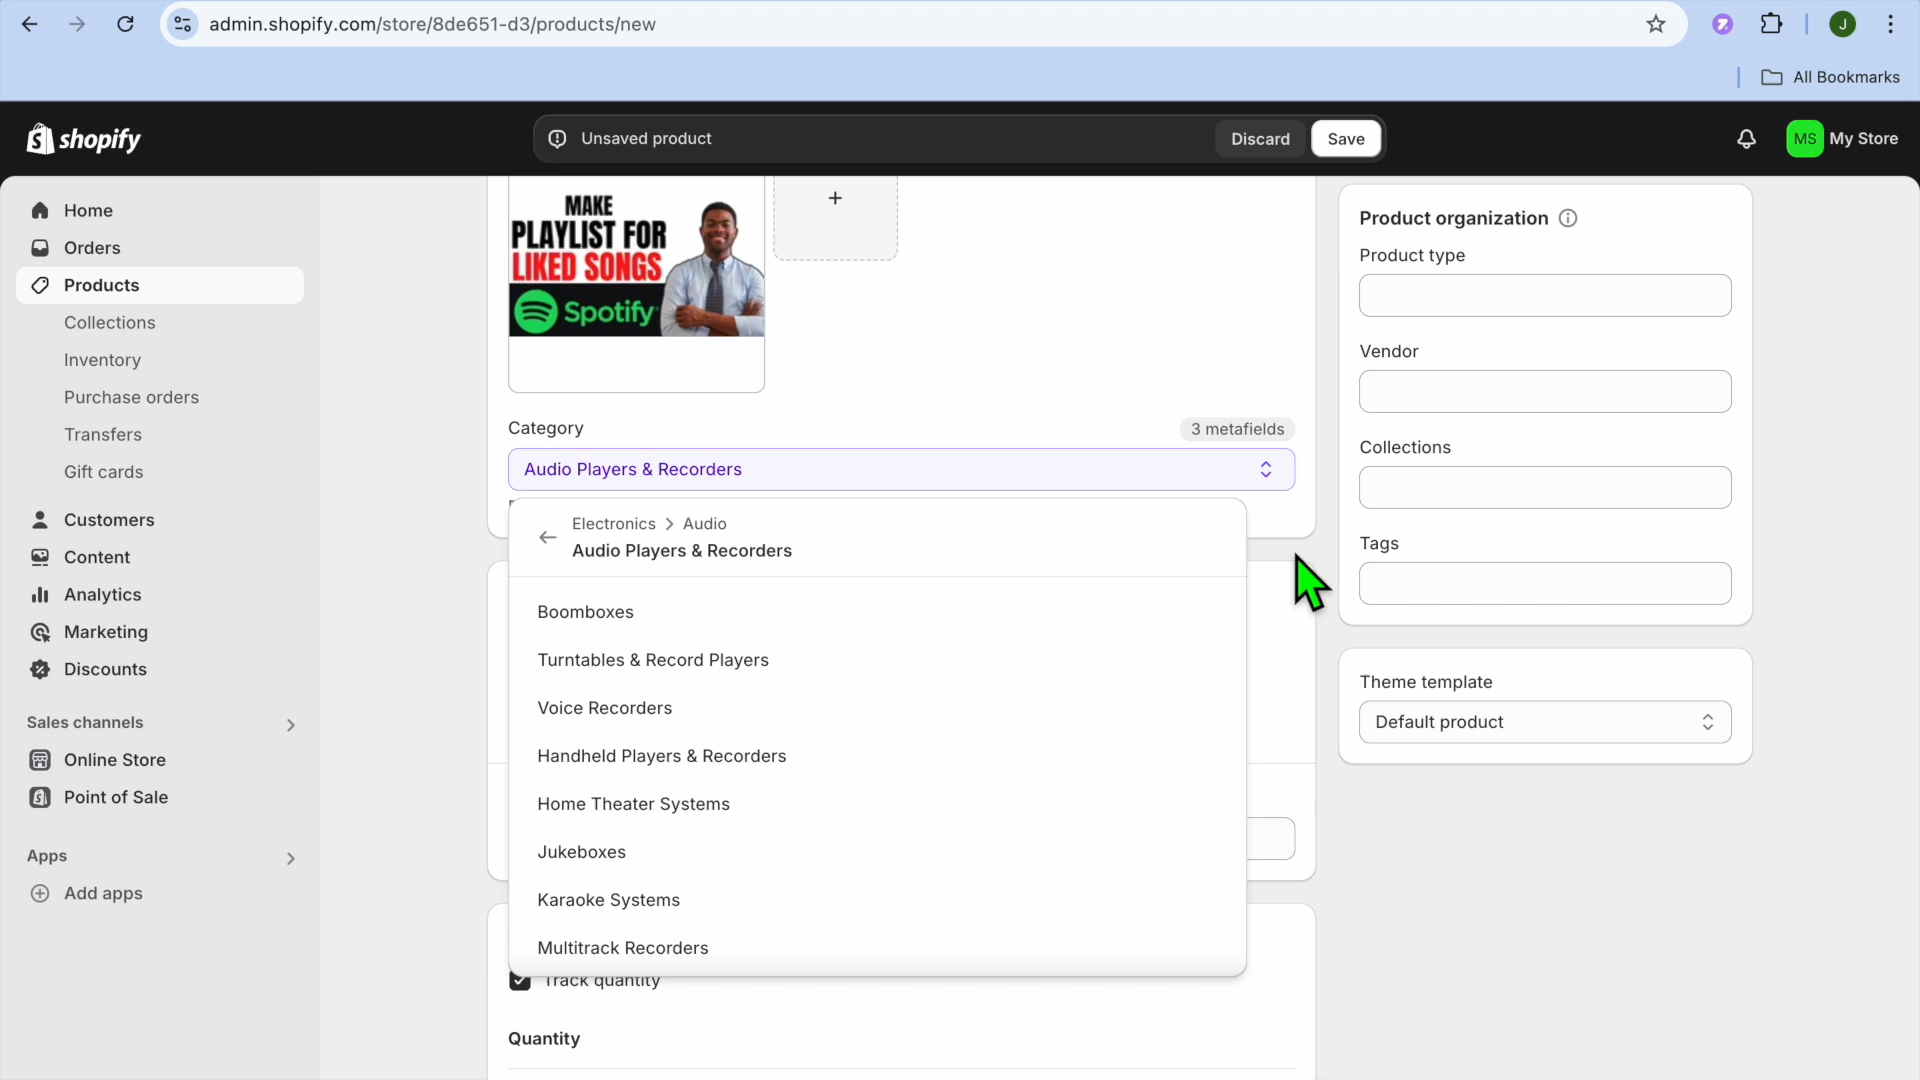 admin.shopify.com/store/8de651-d3/products/new
J
All Bookmarks
shopify
Unsaved product
Discard
Save
MS
My Store
Home
Orders
Products
Collections
Inventory
Purchase orders
Transfers
Gift cards
Customers
Content
Analytics
Marketing
Discounts
Sales channels
Online Store
Point of Sale
Apps
Add apps
MAKE
PLAYLIST FOR
LIKED SONGS
Spotify
+
Category
3 metafields
Audio Players & Recorders
Electronics > Audio
Audio Players & Recorders
Boomboxes
Turntables & Record Players
Voice Recorders
Handheld Players & Recorders
Home Theater Systems
Jukeboxes
Karaoke Systems
Multitrack Recorders
Track quantity
Quantity
Product organization
Product type
Vendor
Collections
Tags
Theme template
Default product